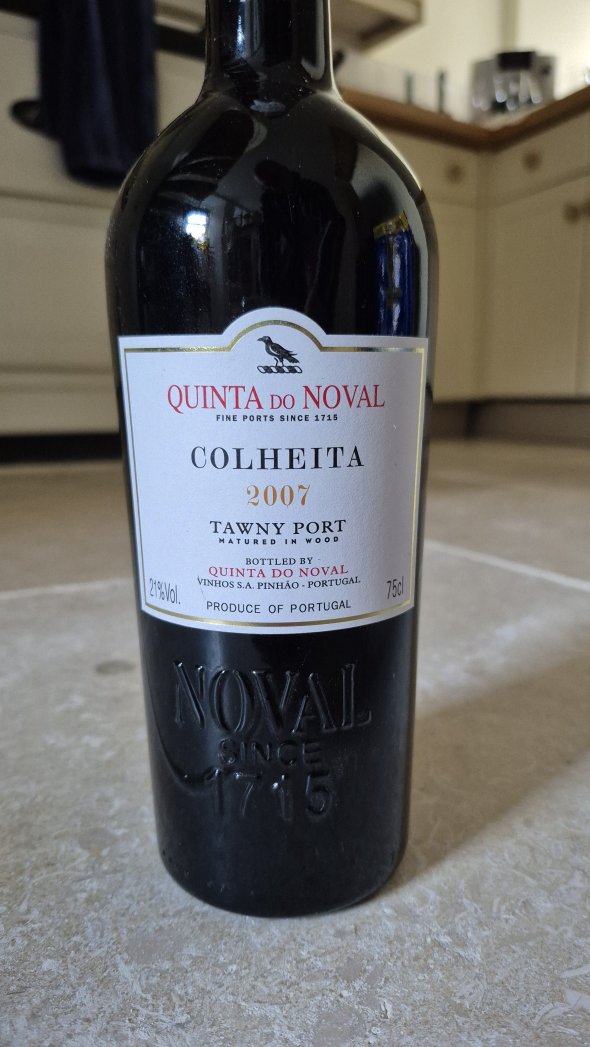 QUINTA DO NOVAL
FINE PORTS SINCE 1715
COLHEITA
2007
TAWNY PORT
MATURED IN WOOD
BOTTLED BY
QUINTA DO NOVAL
VINHOS S.A. PINHÃO - PORTUGAL
21%Vol.
75cl
PRODUCE OF PORTUGAL
NOVAL
SINCE
1715